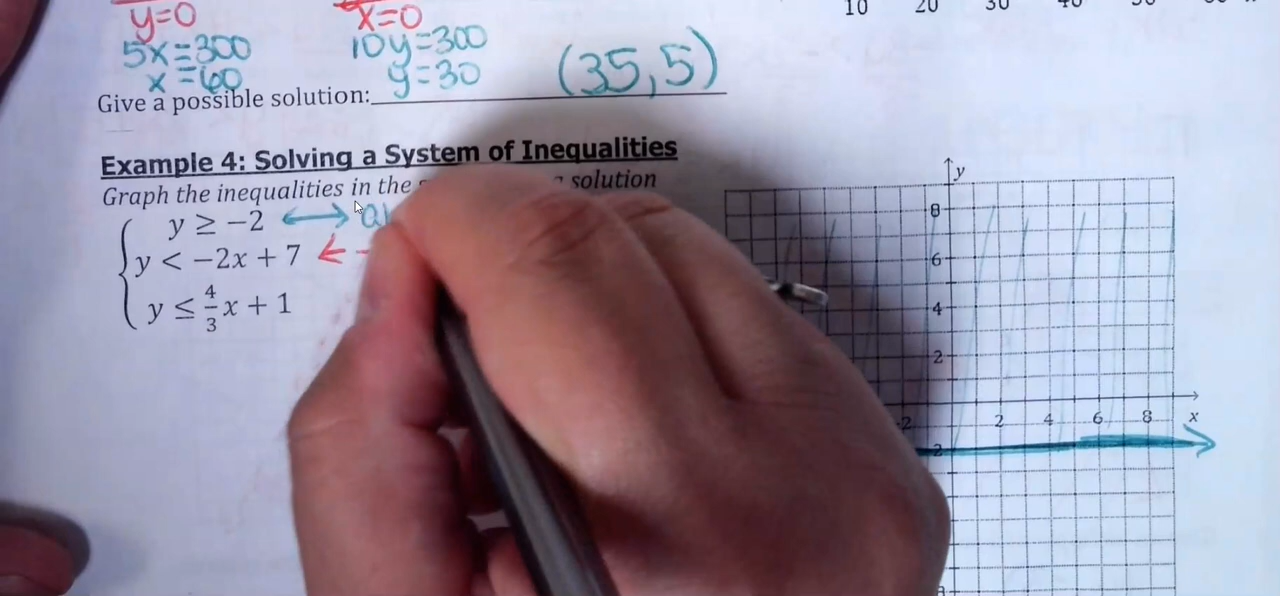 y=0 x=0
5x=300 10y=300
x=60 y=30 (35,5)
Give a possible solution:
10 20 30
Example 4: Solving a System of Inequalities
Graph the inequalities in the solution
y ≥ −2
y < −2x + 7
y ≤ 4/3 x + 1
y
8
6
4
2
-2 2 4 6 8 x